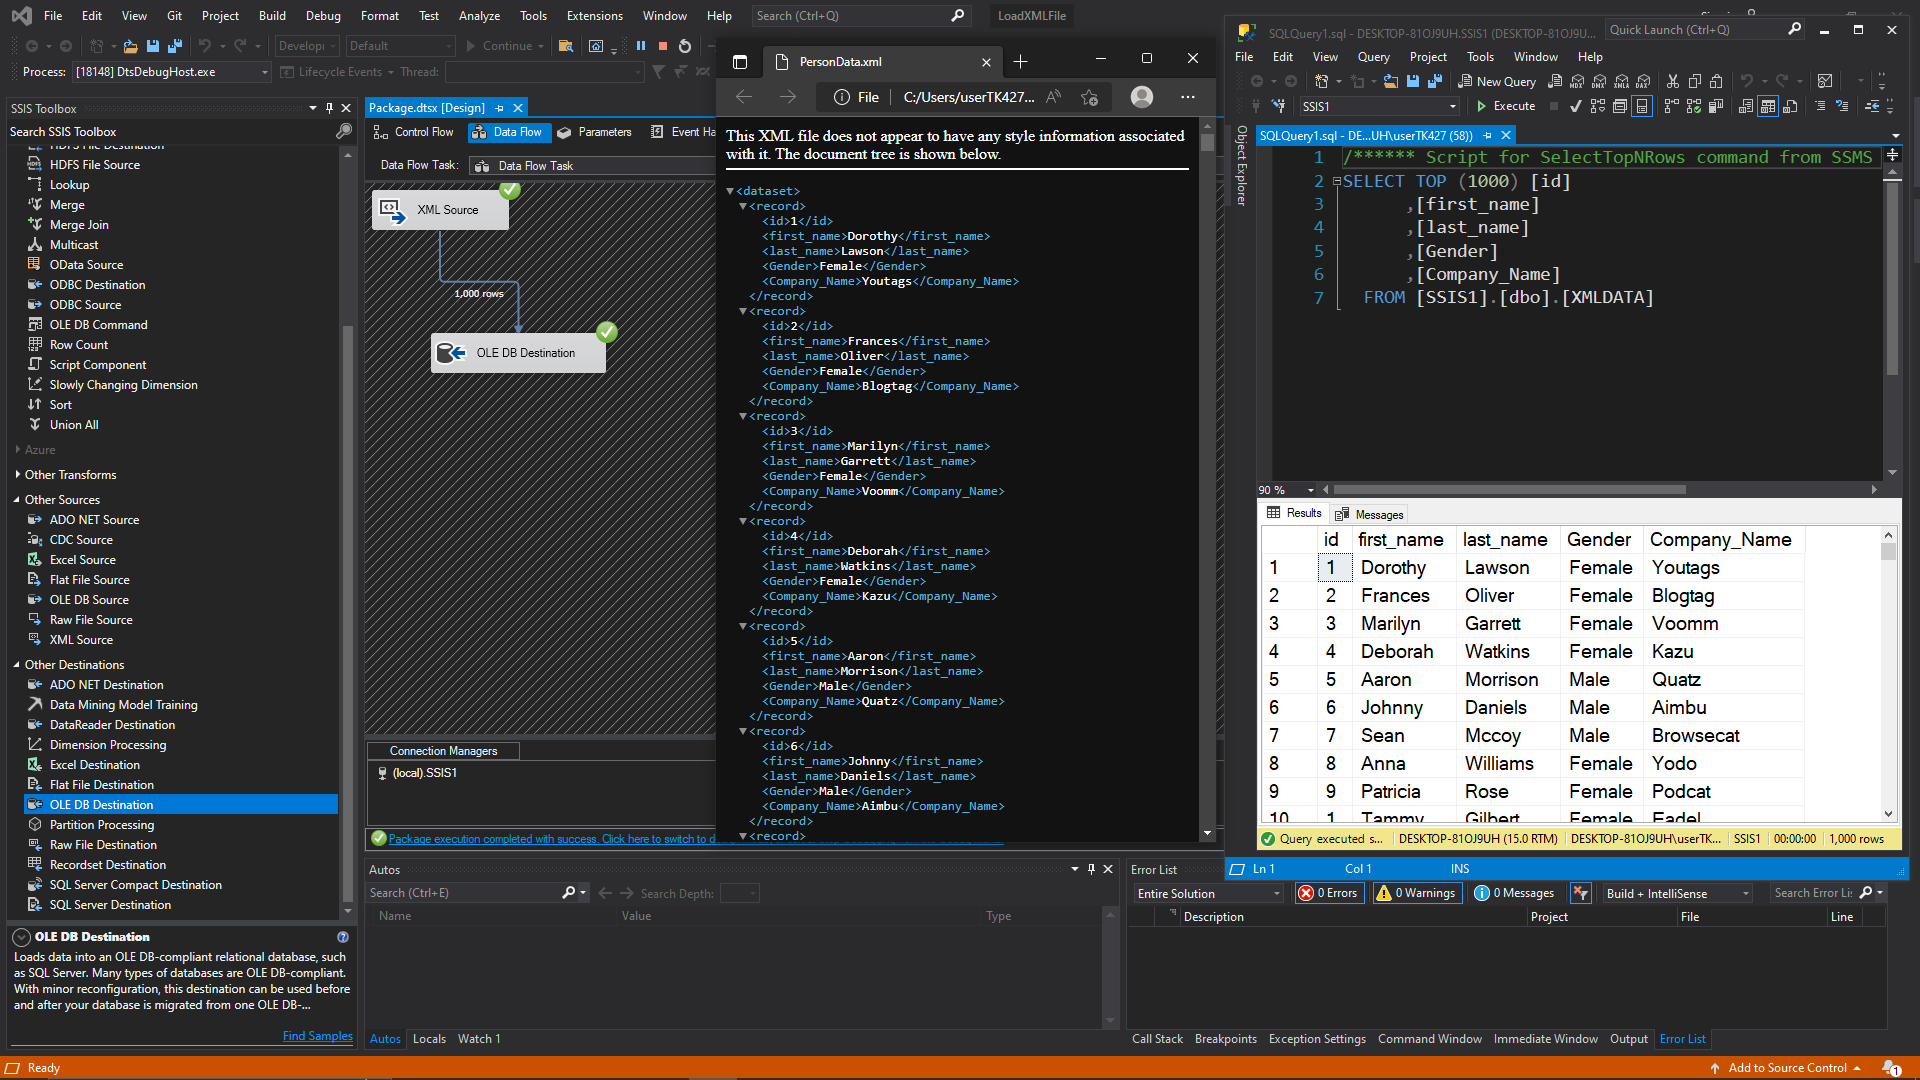 File Edit View Git Project Build Debug Format Test Analyze Tools Extensions Window Help Search (Ctrl+Q) LoadXMLFile
Developi Default Continue
Process: [18148] DtsDebugHost.exe Lifecycle Events Thread:
SSIS Toolbox
Search SSIS Toolbox
HDFS File Destination
HDFS File Source
Lookup
Merge
Merge Join
Multicast
OData Source
ODBC Destination
ODBC Source
OLE DB Command
Row Count
Script Component
Slowly Changing Dimension
Sort
Union All
Azure
Other Transforms
Other Sources
ADO NET Source
CDC Source
Excel Source
Flat File Source
OLE DB Source
Raw File Source
XML Source
Other Destinations
ADO NET Destination
Data Mining Model Training
DataReader Destination
Dimension Processing
Excel Destination
Flat File Destination
OLE DB Destination
Partition Processing
Raw File Destination
Recordset Destination
SQL Server Compact Destination
SQL Server Destination
OLE DB Destination
Loads data into an OLE DB-compliant relational database, such
as SQL Server. Many types of databases are OLE DB-compliant.
With minor reconfiguration, this destination can be used before
and after your database is migrated from one OLE DB-...
Find Samples
Package.dtsx [Design]
Control Flow Data Flow Parameters Event Ha
Data Flow Task: Data Flow Task
XML Source
1,000 rows
OLE DB Destination
Connection Managers
(local).SSIS1
Package execution completed with success. Click here to switch to d
Autos
Search (Ctrl+E) Search Depth:
Name Value Type
Autos Locals Watch 1
PersonData.xml
File C:/Users/userTK427...
This XML file does not appear to have any style information associated
with it. The document tree is shown below.
<dataset>
<record>
<id>1</id>
<first_name>Dorothy</first_name>
<last_name>Lawson</last_name>
<Gender>Female</Gender>
<Company_Name>Youtags</Company_Name>
</record>
<record>
<id>2</id>
<first_name>Frances</first_name>
<last_name>Oliver</last_name>
<Gender>Female</Gender>
<Company_Name>Blogtag</Company_Name>
</record>
<record>
<id>3</id>
<first_name>Marilyn</first_name>
<last_name>Garrett</last_name>
<Gender>Female</Gender>
<Company_Name>Voomm</Company_Name>
</record>
<record>
<id>4</id>
<first_name>Deborah</first_name>
<last_name>Watkins</last_name>
<Gender>Female</Gender>
<Company_Name>Kazu</Company_Name>
</record>
<record>
<id>5</id>
<first_name>Aaron</first_name>
<last_name>Morrison</last_name>
<Gender>Male</Gender>
<Company_Name>Quatz</Company_Name>
</record>
<record>
<id>6</id>
<first_name>Johnny</first_name>
<last_name>Daniels</last_name>
<Gender>Male</Gender>
<Company_Name>Aimbu</Company_Name>
</record>
<record>
SQLQuery1.sql - DESKTOP-81OJ9UH.SSIS1 (DESKTOP-81OJ9U... Quick Launch (Ctrl+Q)
File Edit View Query Project Tools Window Help
New Query
SSIS1 Execute
Object Explorer
SQLQuery1.sql - DE...UH\userTK427 (58))
1 /****** Script for SelectTopNRows command from SSMS
2 SELECT TOP (1000) [id]
3 ,[first_name]
4 ,[last_name]
5 ,[Gender]
6 ,[Company_Name]
7 FROM [SSIS1].[dbo].[XMLDATA]
90 %
Results Messages
id first_name last_name Gender Company_Name
1 1 Dorothy Lawson Female Youtags
2 2 Frances Oliver Female Blogtag
3 3 Marilyn Garrett Female Voomm
4 4 Deborah Watkins Female Kazu
5 5 Aaron Morrison Male Quatz
6 6 Johnny Daniels Male Aimbu
7 7 Sean Mccoy Male Browsecat
8 8 Anna Williams Female Yodo
9 9 Patricia Rose Female Podcat
10 1 Tammy Gilbert Female Eadel
Query executed s... DESKTOP-81OJ9UH (15.0 RTM) DESKTOP-81OJ9UH\userTK... SSIS1 00:00:00 1,000 rows
Ln 1 Col 1 INS
Error List
Entire Solution 0 Errors 0 Warnings 0 Messages Build + IntelliSense Search Error Li
Description Project File Line
Call Stack Breakpoints Exception Settings Command Window Immediate Window Output Error List
Ready Add to Source Control 1